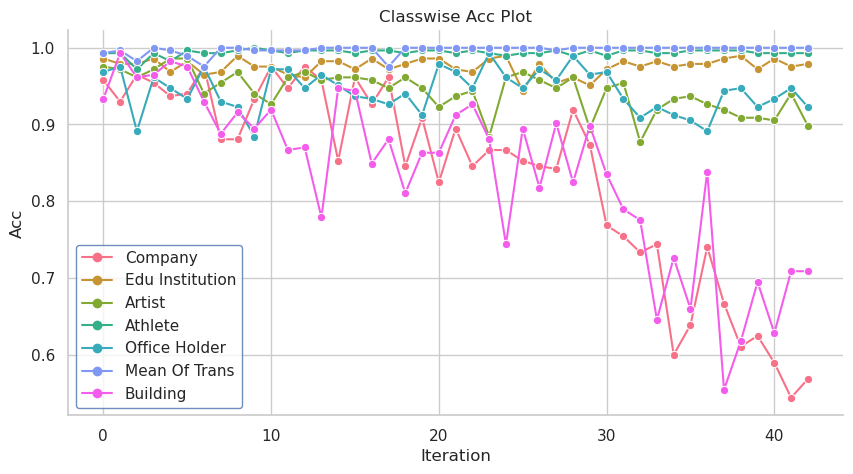 Classwise Acc Plot
1.0
0.9
0.8
0.7
0.6
Acc
Company
Edu Institution
Artist
Athlete
Office Holder
Mean Of Trans
Building
0 10 20 30 40
Iteration